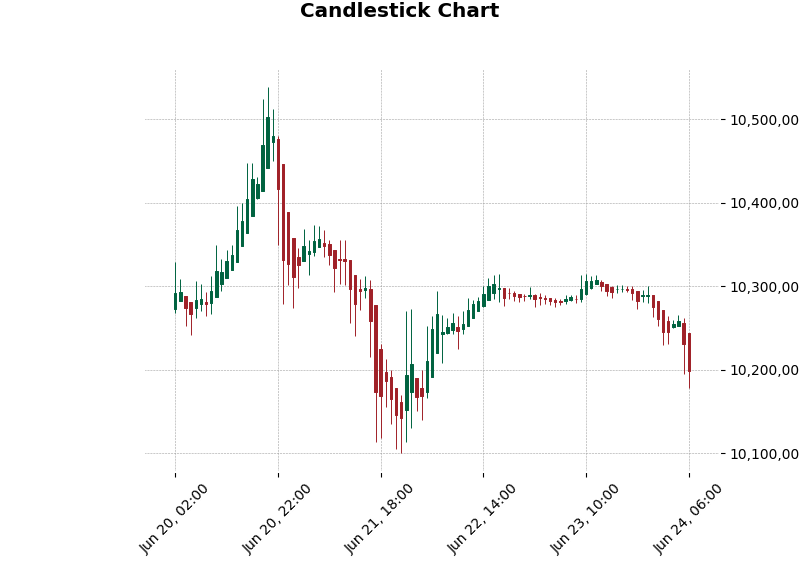 Candlestick Chart
10,500,00
10,400,00
10,300,00
10,200,00
10,100,00
Jun 20, 02:00
Jun 20, 22:00
Jun 21, 18:00
Jun 22, 14:00
Jun 23, 10:00
Jun 24, 06:00